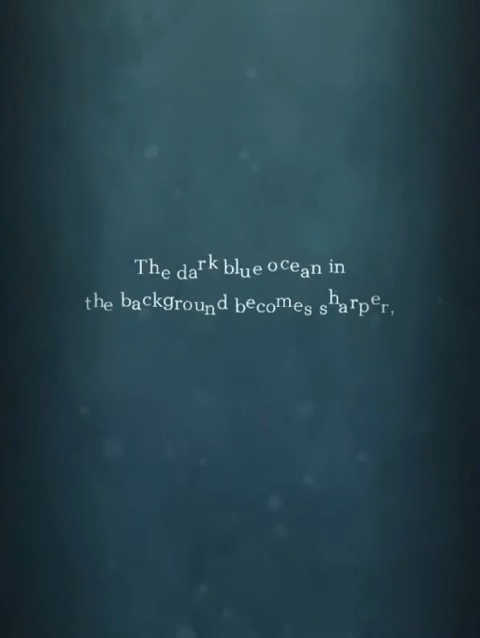 The dark blue ocean in
the background becomes sharper,